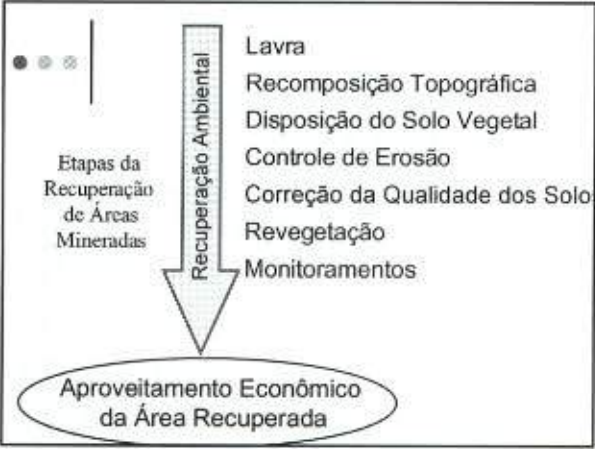 Etapas da
Recuperação
de Áreas
Mineradas
Recuperação Ambiental
Lavra
Recomposição Topográfica
Disposição do Solo Vegetal
Controle de Erosão
Correção da Qualidade dos Solo
Revegetação
Monitoramentos
Aproveitamento Econômico
da Área Recuperada